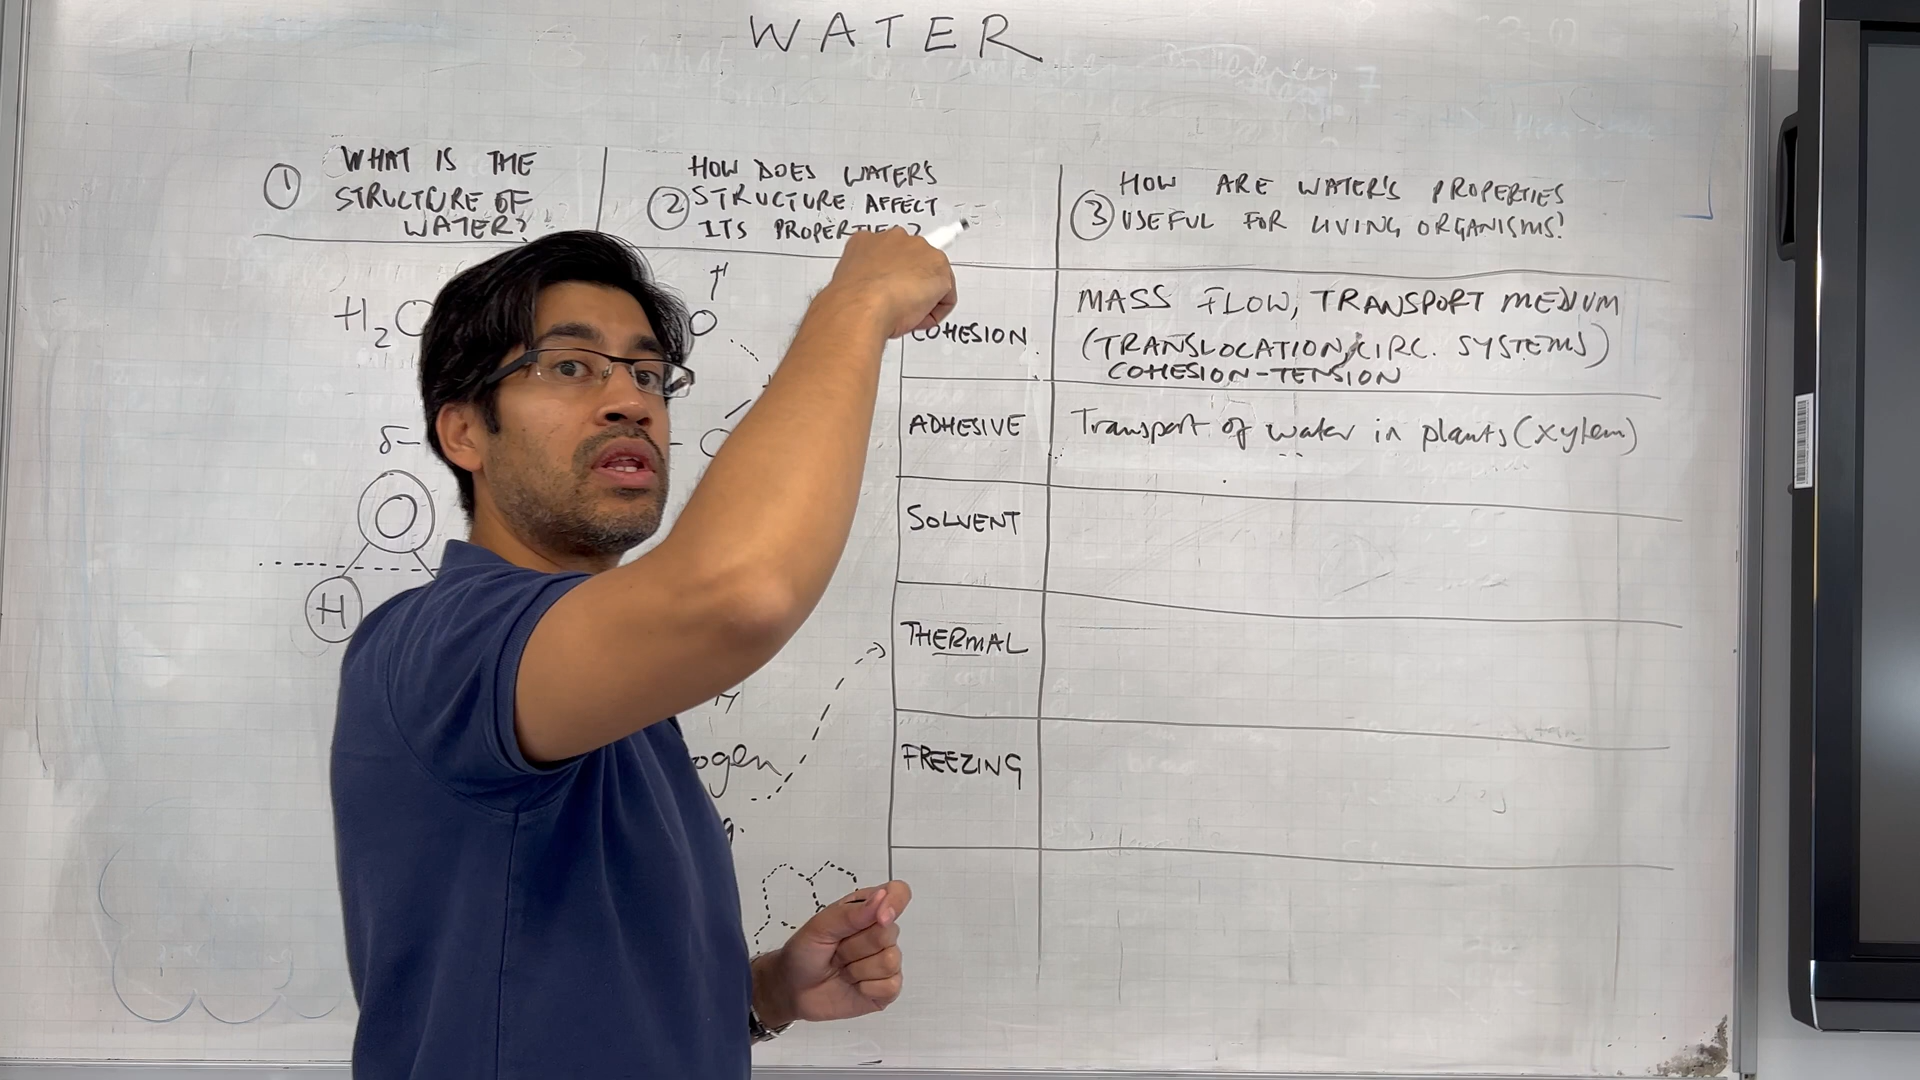 WATER
① WHAT IS THE
STRUCTURE OF
WATER?
HOW DOES WATER'S
② STRUCTURE AFFECT
ITS PROPERTIES?
HOW ARE WATER'S PROPERTIES
③ USEFUL FOR LIVING ORGANISMS?
H₂O
δ-
O
H
COHESION
MASS FLOW, TRANSPORT MEDIUM
(TRANSLOCATION, CIRC. SYSTEMS)
COHESION-TENSION
ADHESIVE
Transport of water in plants (xylem)
SOLVENT
THERMAL
FREEZING
ogen
g.